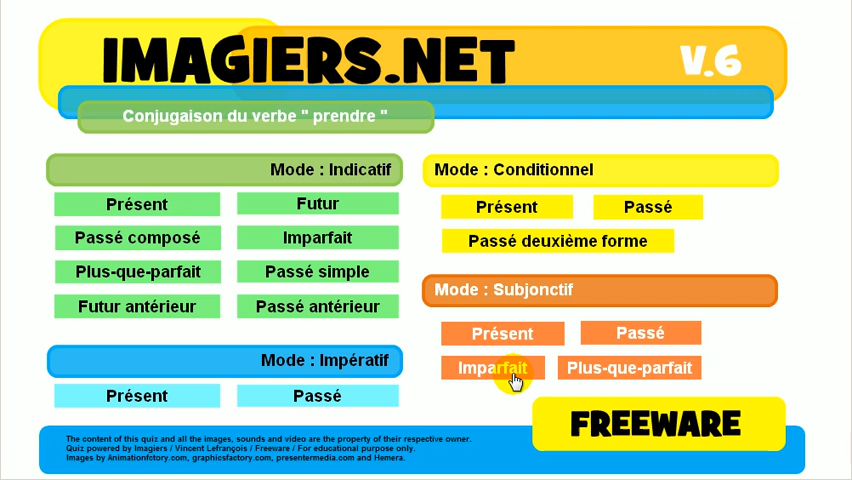 IMAGIERS.NET
V.6
Conjugaison du verbe " prendre "
Mode : Indicatif
Présent
Futur
Passé composé
Imparfait
Plus-que-parfait
Passé simple
Futur antérieur
Passé antérieur
Mode : Impératif
Présent
Passé
Mode : Conditionnel
Présent
Passé
Passé deuxième forme
Mode : Subjonctif
Présent
Passé
Imparfait
Plus-que-parfait
FREEWARE
The content of this quiz and all the images, sounds and video are the property of their respective owner.
Quiz powered by Imagiers / Vincent Lefrançois / Freeware / For educational purpose only.
Images by Animationfctory.com, graphicsfactory.com, presentermedia.com and Hemera.